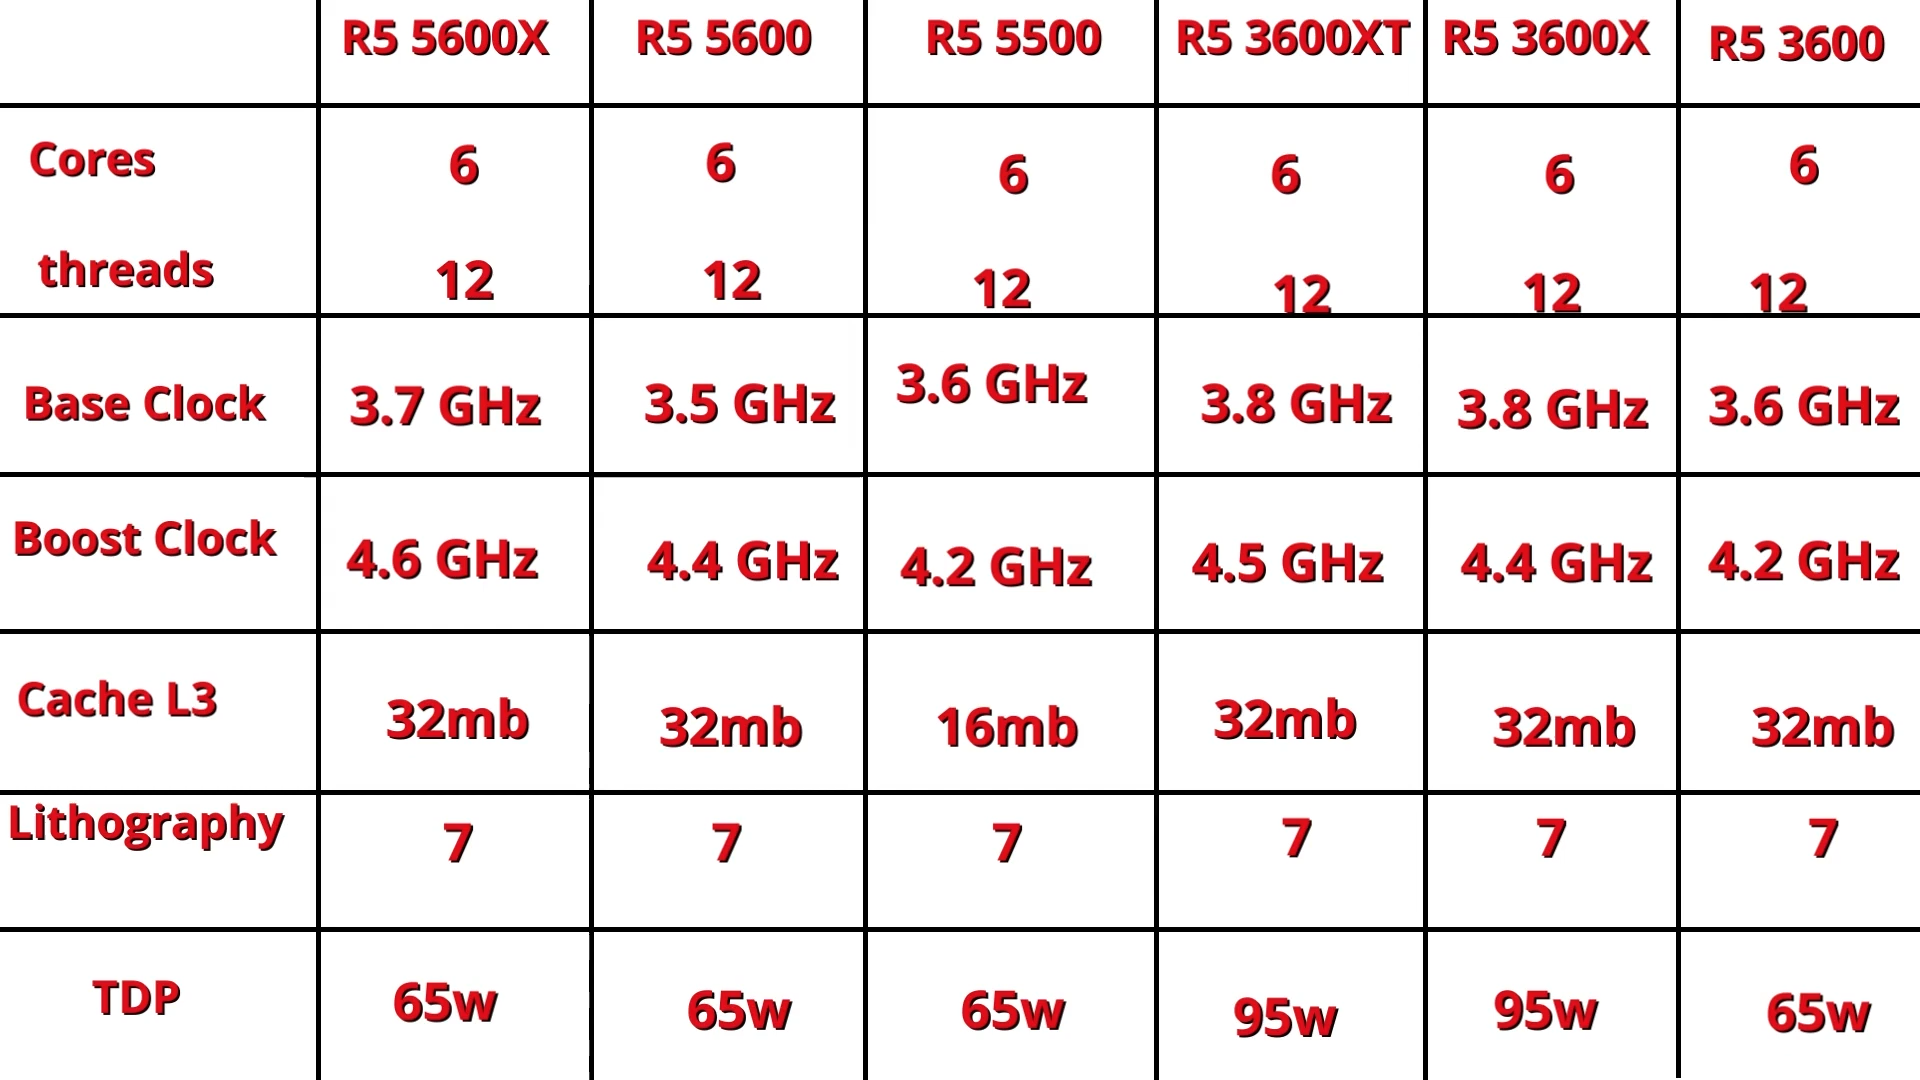 R5 5600X R5 5600 R5 5500 R5 3600XT R5 3600X R5 3600
Cores 6 6 6 6 6 6
threads 12 12 12 12 12 12
Base Clock 3.7 GHz 3.5 GHz 3.6 GHz 3.8 GHz 3.8 GHz 3.6 GHz
Boost Clock 4.6 GHz 4.4 GHz 4.2 GHz 4.5 GHz 4.4 GHz 4.2 GHz
Cache L3 32mb 32mb 16mb 32mb 32mb 32mb
Lithography 7 7 7 7 7 7
TDP 65w 65w 65w 95w 95w 65w